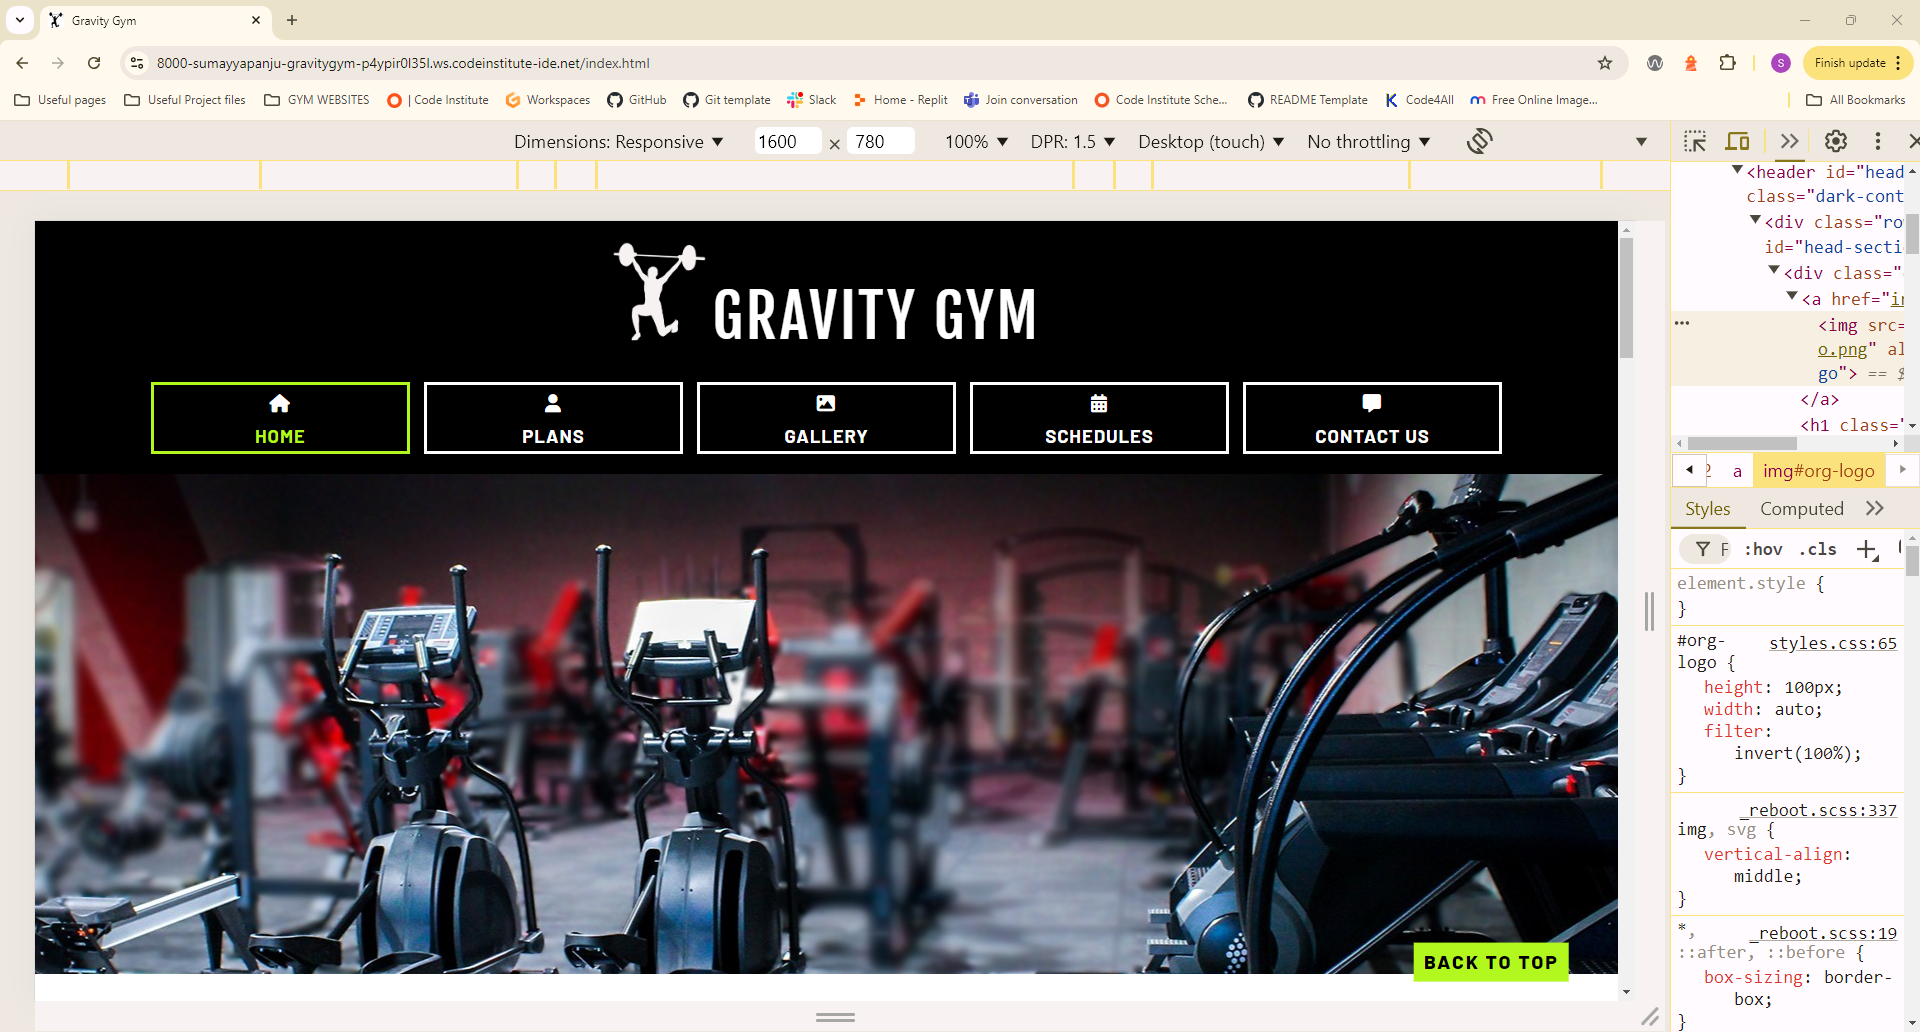 Gravity Gym
8000-sumayyapanju-gravitygym-p4ypir0l35l.ws.codeinstitute-ide.net/index.html
S
Finish update
Useful pages
Useful Project files
GYM WEBSITES
| Code Institute
Workspaces
GitHub
Git template
Slack
Home - Replit
Join conversation
Code Institute Sche...
README Template
Code4All
Free Online Image...
All Bookmarks
Dimensions: Responsive
1600 × 780
100%
DPR: 1.5
Desktop (touch)
No throttling
GRAVITY GYM
HOME
PLANS
GALLERY
SCHEDULES
CONTACT US
BACK TO TOP
<header id="head
class="dark-cont
<div class="ro
id="head-secti
<div class="
<a href="in
<img src=
o.png" al
go"> == $
</a>
<h1 class="
a
img#org-logo
Styles
Computed
F
:hov
.cls
element.style {
}
#org-
logo {
styles.css:65
height: 100px;
width: auto;
filter:
invert(100%);
}
_reboot.scss:337
img, svg {
vertical-align:
middle;
}
*,
_reboot.scss:19
::after, ::before {
box-sizing: border-
box;
}